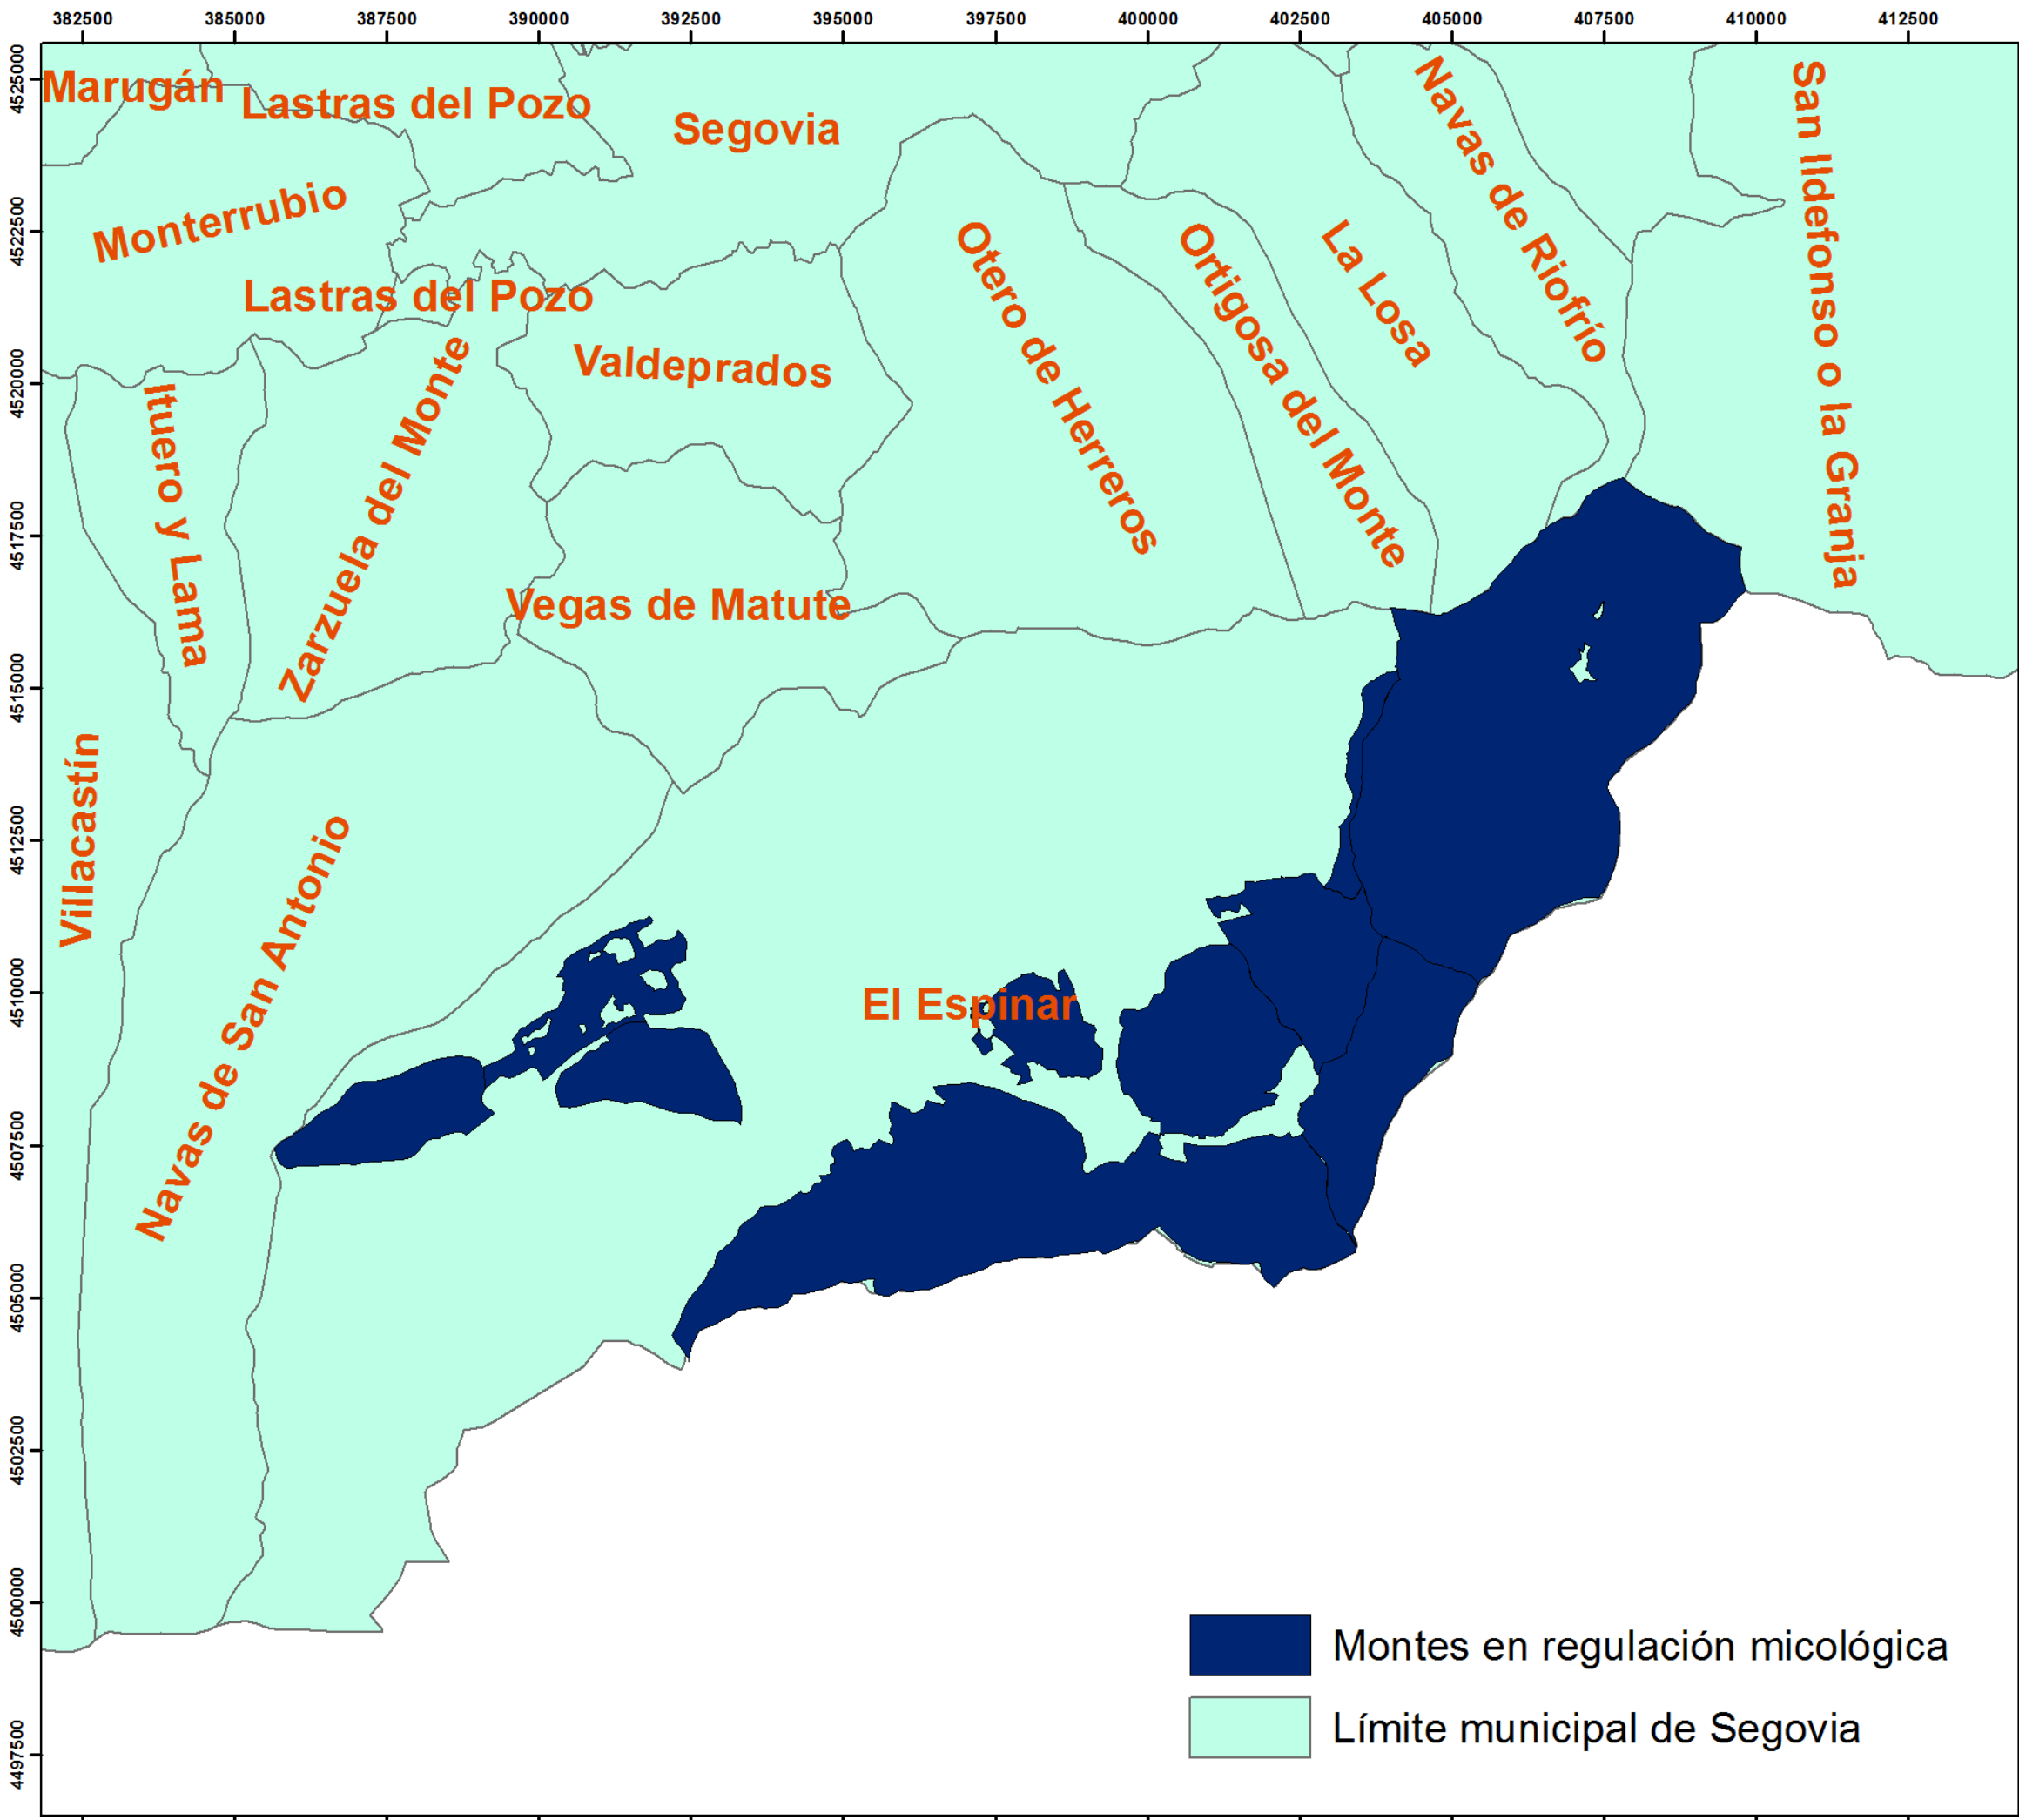 382500 385000 387500 390000 392500 395000 397500 400000 402500 405000 407500 410000 412500
4525000
4522500
4520000
4517500
4515000
4512500
4510000
4507500
4505000
4502500
4500000
4497500
Marugán
Lastras del Pozo
Segovia
Navas de Riofrío
San Ildefonso o la Granja
Monterrubio
Lastras del Pozo
Otero de Herreros
Ortigosa del Monte
La Losa
Valdeprados
Ituero y Lama
Zarzuela del Monte
Vegas de Matute
Villacastín
Navas de San Antonio
El Espinar
Montes en regulación micológica
Límite municipal de Segovia